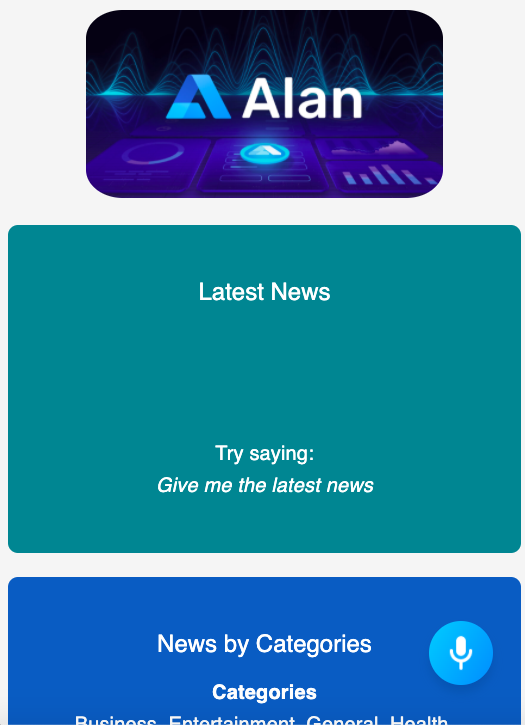 Alan
Latest News
Try saying:
Give me the latest news
News by Categories
Categories
Business, Entertainment, General, Health,